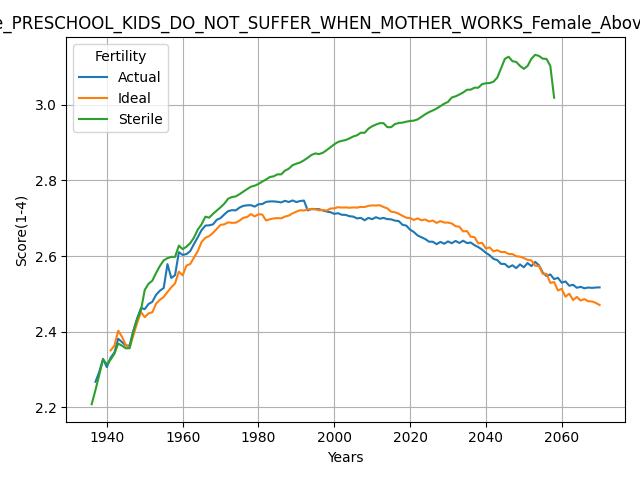 e_PRESCHOOL_KIDS_DO_NOT_SUFFER_WHEN_MOTHER_WORKS_Female_Abov
Fertility
Actual
Ideal
Sterile
Score(1-4)
3.0
2.8
2.6
2.4
2.2
1940 1960 1980 2000 2020 2040 2060
Years